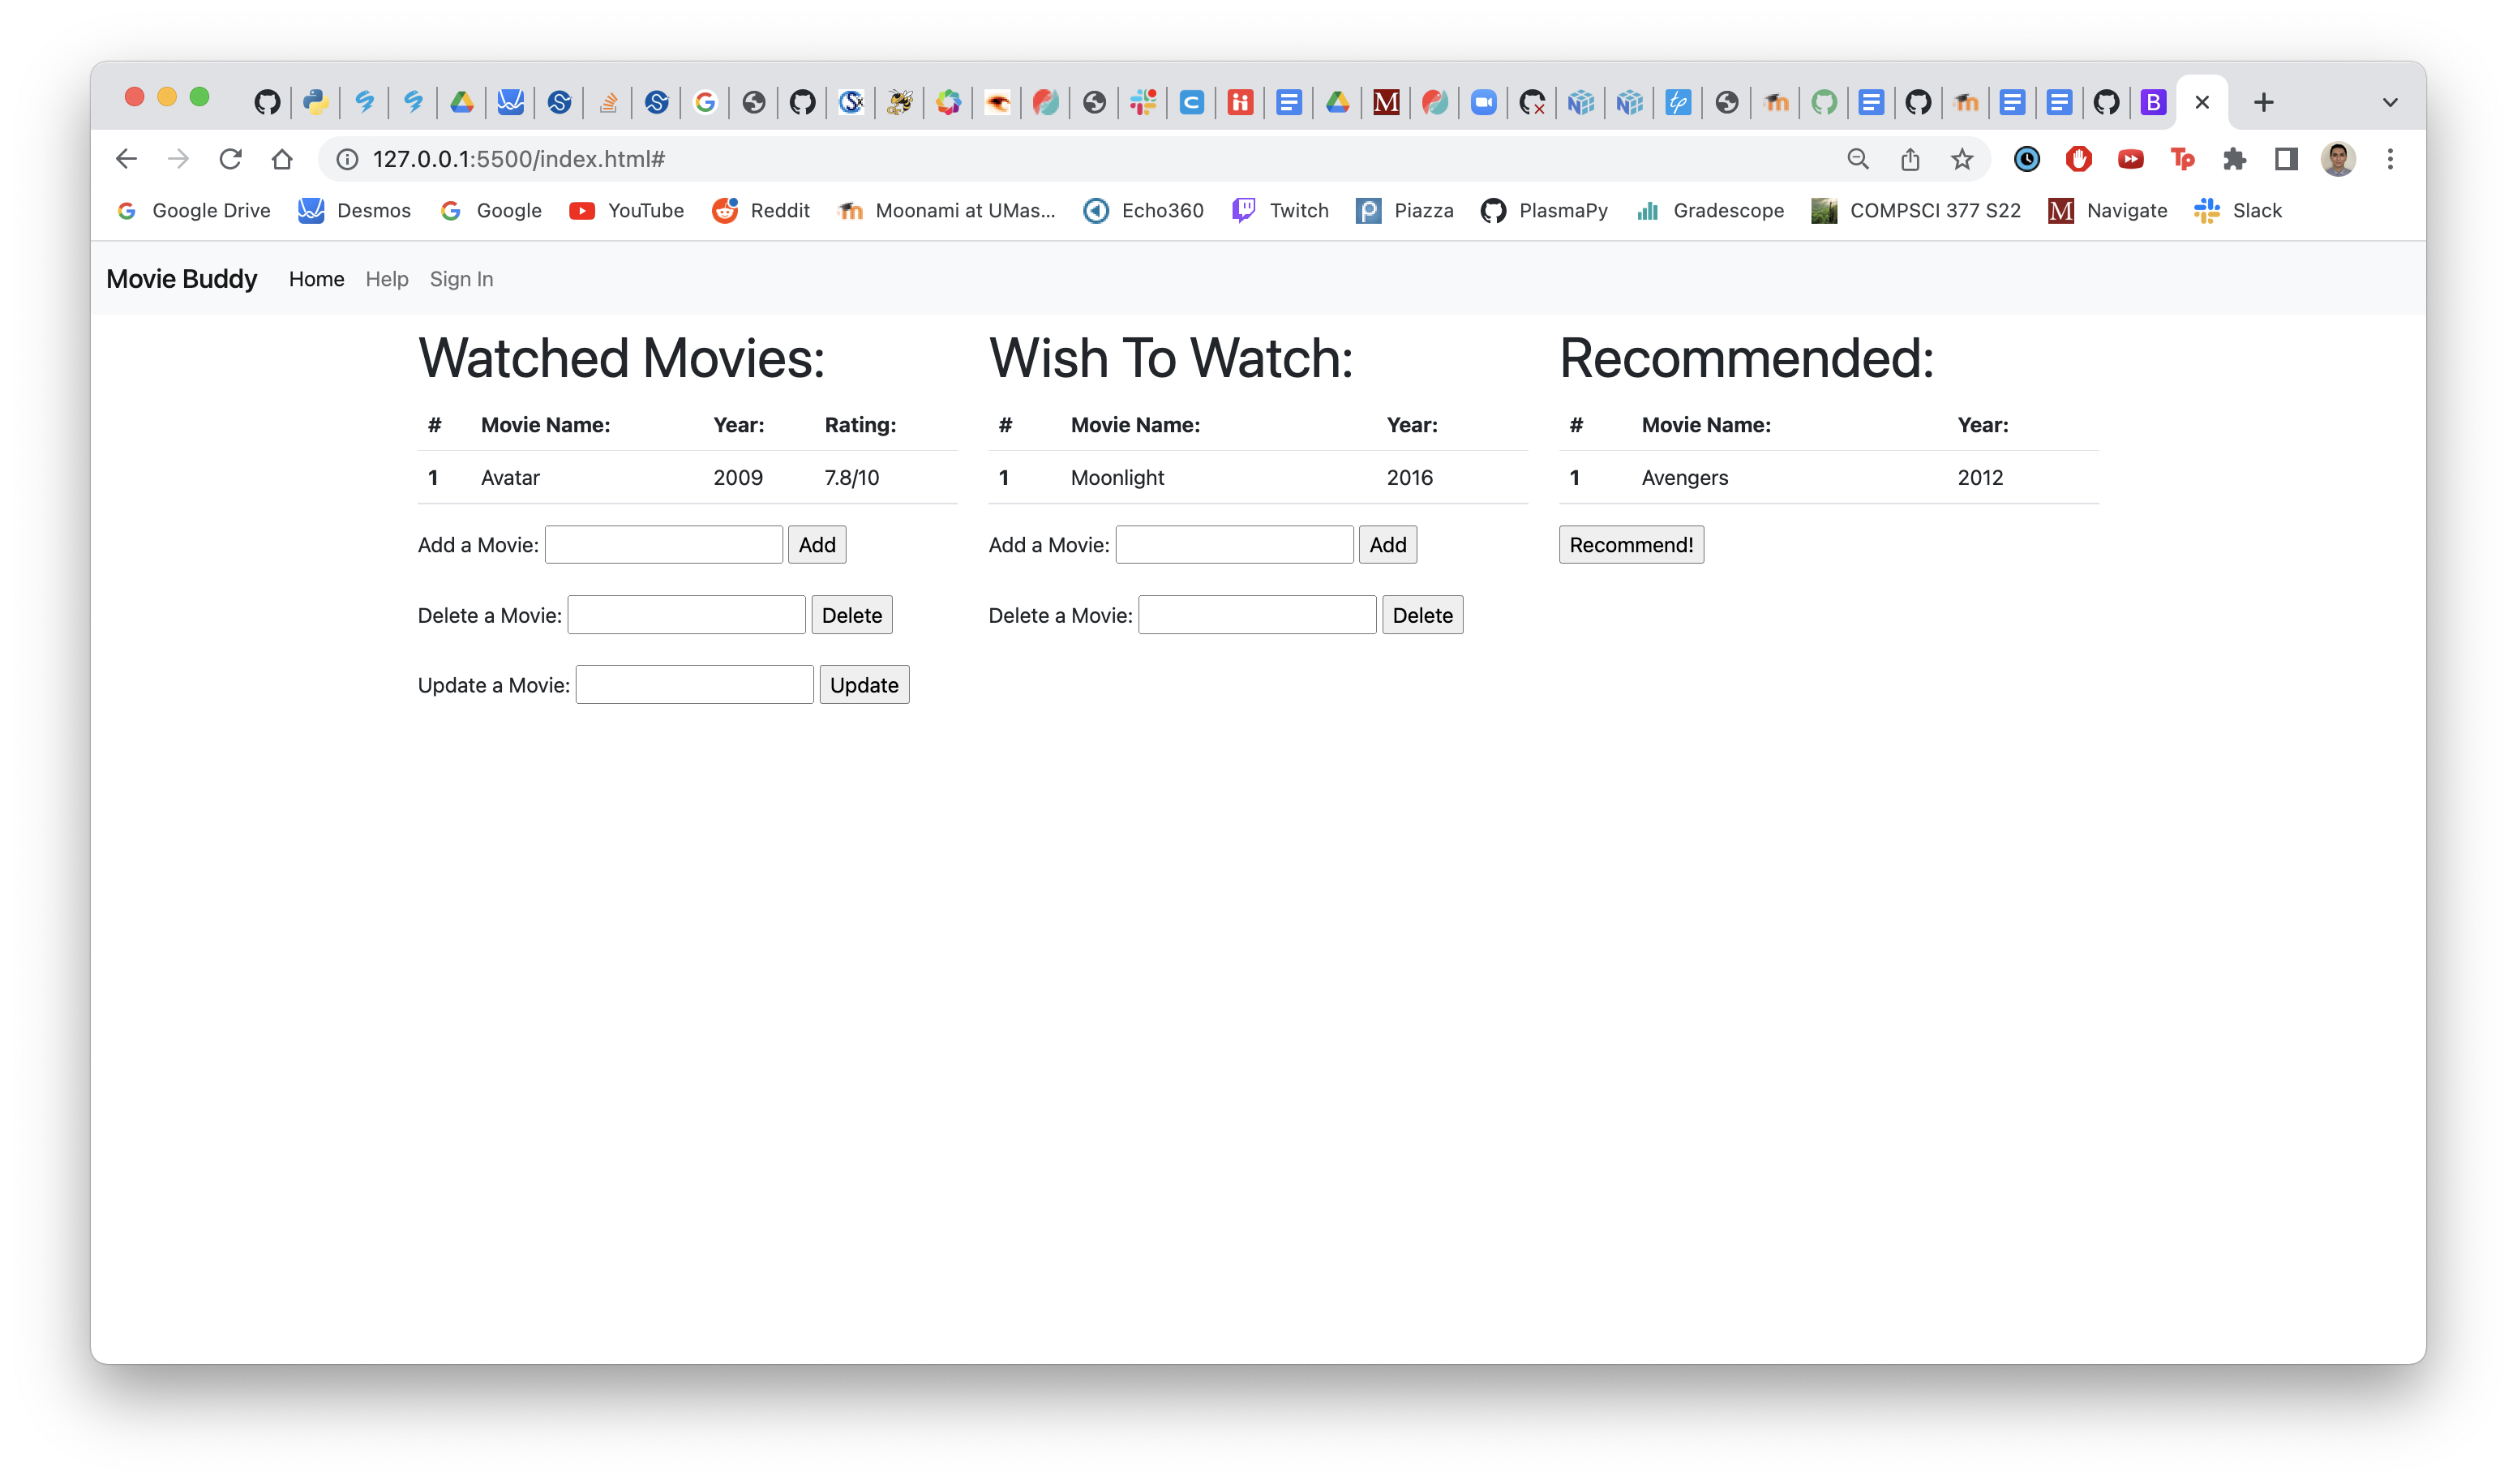 127.0.0.1:5500/index.html#
Google Drive Desmos Google YouTube Reddit Moonami at UMas... Echo360 Twitch Piazza PlasmaPy Gradescope COMPSCI 377 S22 Navigate Slack
Movie Buddy Home Help Sign In
Watched Movies:
# Movie Name: Year: Rating:
1 Avatar 2009 7.8/10
Add a Movie: Add
Delete a Movie: Delete
Update a Movie: Update
Wish To Watch:
# Movie Name: Year:
1 Moonlight 2016
Add a Movie: Add
Delete a Movie: Delete
Recommended:
# Movie Name: Year:
1 Avengers 2012
Recommend!